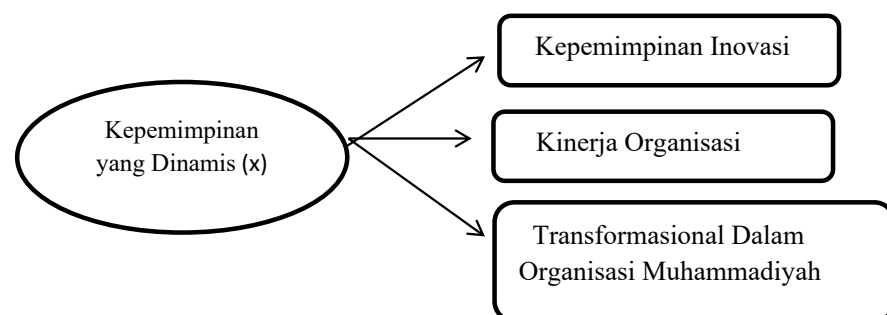 Kepemimpinan Inovasi
Kepemimpinan
yang Dinamis (x)
Kinerja Organisasi
Transformasional Dalam
Organisasi Muhammadiyah